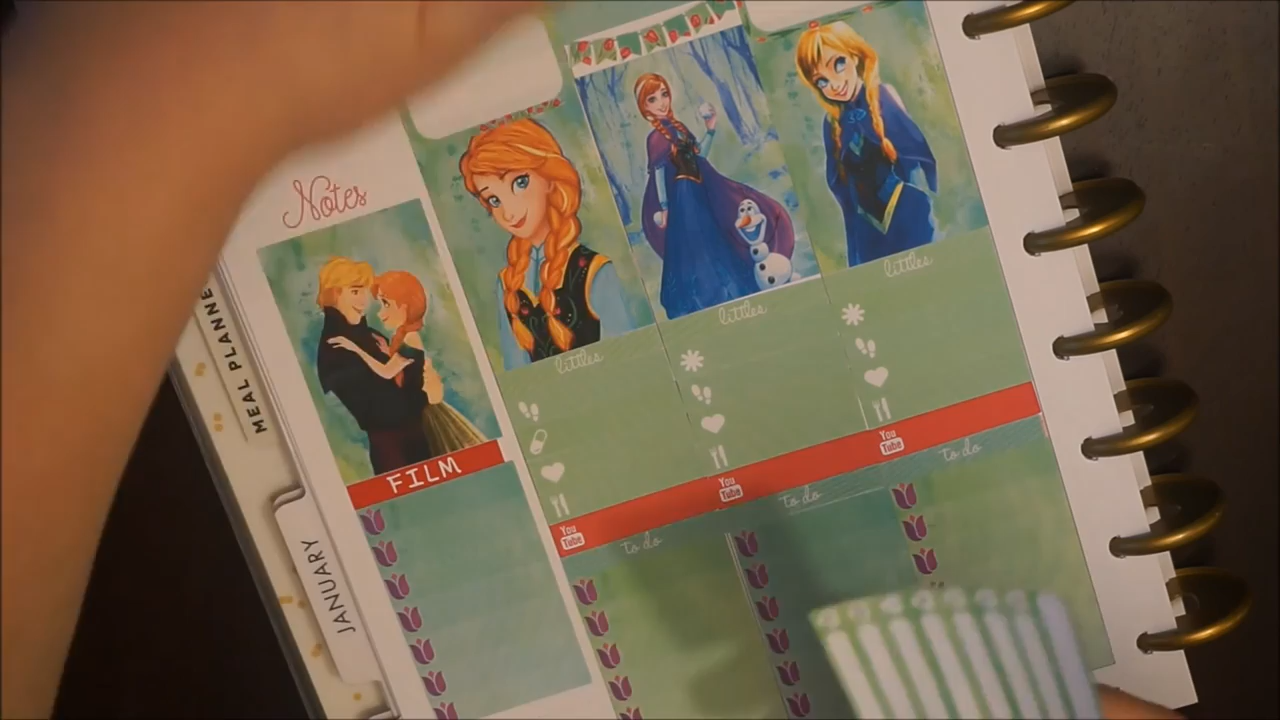 Notes
MEAL PLANNE
JANUARY
FILM
littles
littles
littles
You
Tube
You
Tube
You
Tube
to do
to do
to do